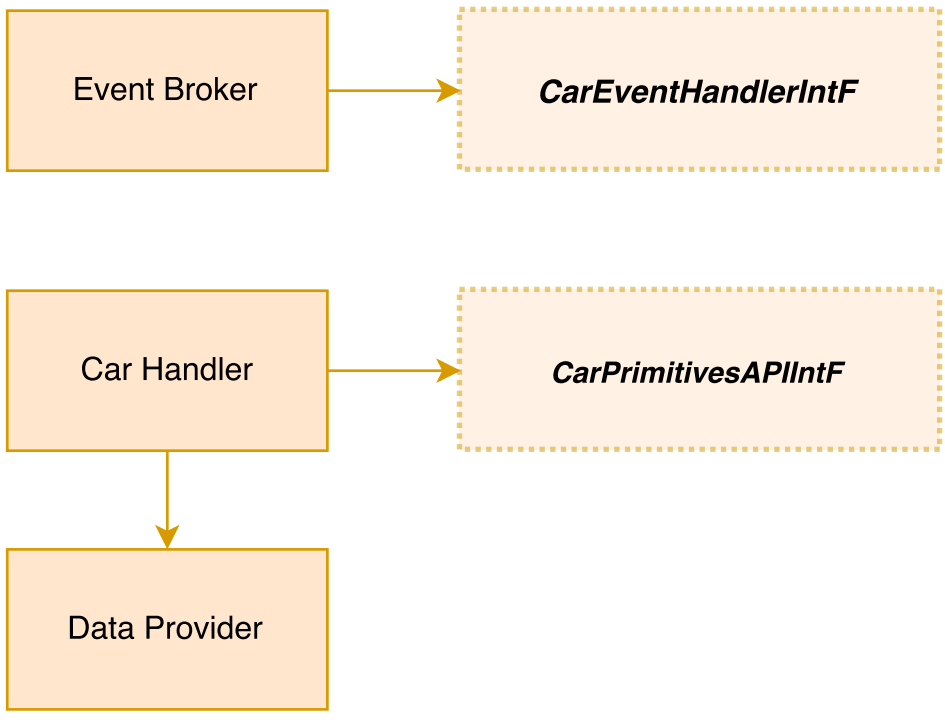 Event Broker
CarEventHandlerIntF
Car Handler
CarPrimitivesAPIIntF
Data Provider